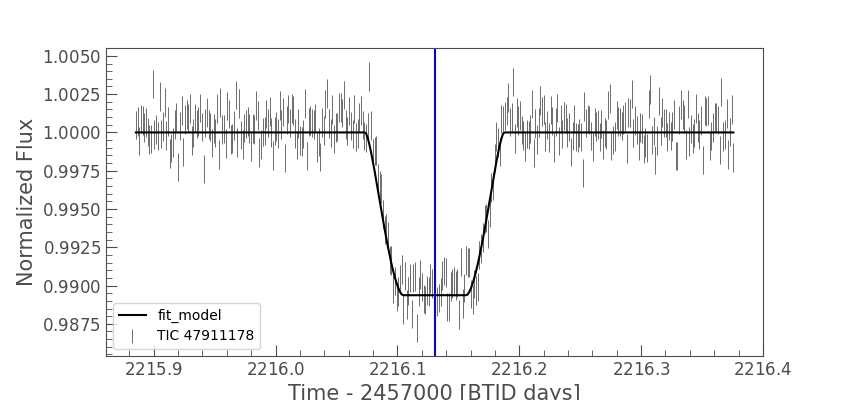 1.0050
1.0025
1.0000
0.9975
0.9950
0.9925
0.9900
0.9875
Normalized Flux
fit_model
TIC 47911178
2215.9 2216.0 2216.1 2216.2 2216.3 2216.4
Time - 2457000 [BTJD days]